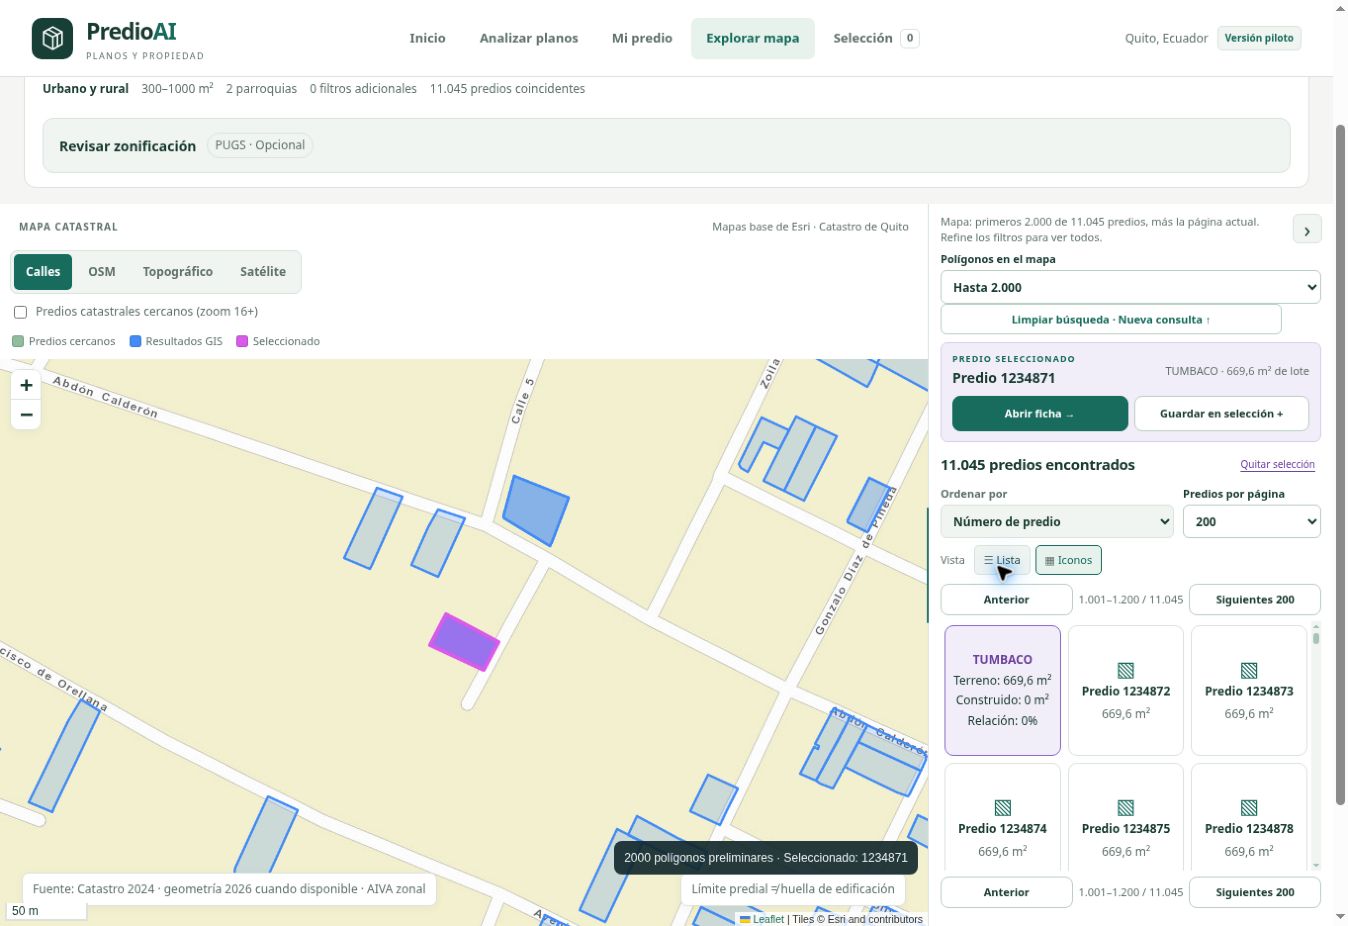 PredioAI
PLANOS Y PROPIEDAD
Inicio
Analizar planos
Mi predio
Explorar mapa
Selección 0
Quito, Ecuador
Versión piloto
Urbano y rural 300–1000 m² 2 parroquias 0 filtros adicionales 11.045 predios coincidentes
Revisar zonificación PUGS · Opcional
MAPA CATASTRAL
Mapas base de Esri · Catastro de Quito
Calles OSM Topográfico Satélite
Predios catastrales cercanos (zoom 16+)
Predios cercanos Resultados GIS Seleccionado
+
−
Abdón Calderón
Calle 5
Zoila
Gonzalo Díaz de Pineda
cisco de Orellana
Abdón Calderón
2000 polígonos preliminares · Seleccionado: 1234871
Fuente: Catastro 2024 · geometría 2026 cuando disponible · AIVA zonal
Límite predial ≠ huella de edificación
50 m
Leaflet | Tiles © Esri and contributors
Mapa: primeros 2.000 de 11.045 predios, más la página actual.
Refine los filtros para ver todos.
›
Polígonos en el mapa
Hasta 2.000
Limpiar búsqueda · Nueva consulta ↑
PREDIO SELECCIONADO
Predio 1234871
TUMBACO · 669,6 m² de lote
Abrir ficha →
Guardar en selección +
11.045 predios encontrados
Quitar selección
Ordenar por
Predios por página
Número de predio
200
Vista ☰ Lista ▦ Iconos
Anterior 1.001–1.200 / 11.045 Siguientes 200
TUMBACO
Terreno: 669,6 m²
Construido: 0 m²
Relación: 0%
Predio 1234872
669,6 m²
Predio 1234873
669,6 m²
Predio 1234874
669,6 m²
Predio 1234875
669,6 m²
Predio 1234878
669,6 m²
Anterior 1.001–1.200 / 11.045 Siguientes 200